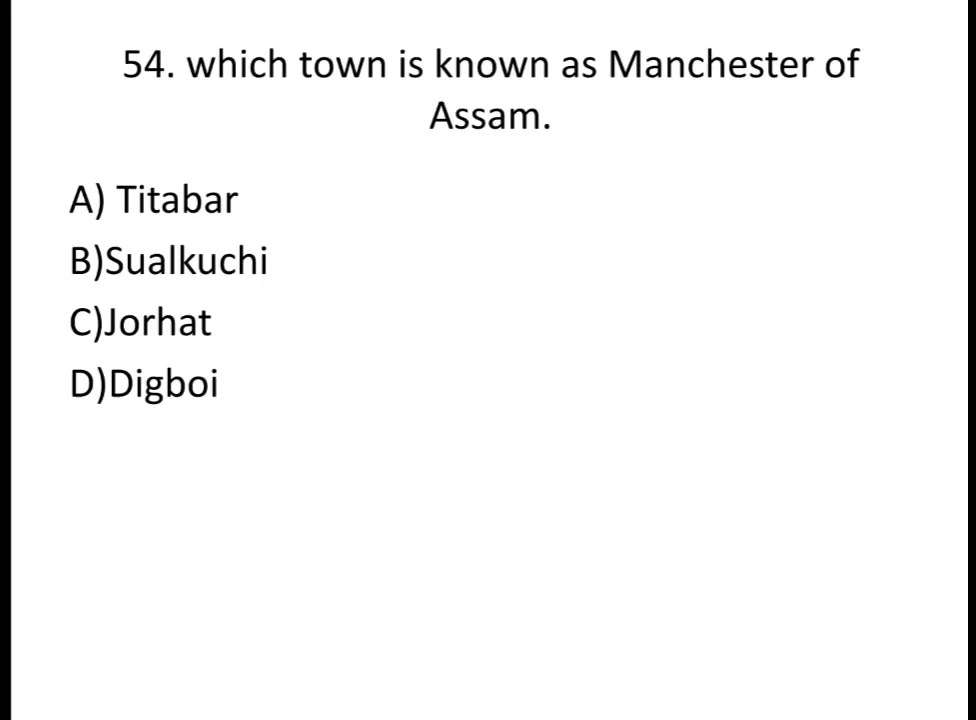 54. which town is known as Manchester of
Assam.
A) Titabar
B)Sualkuchi
C)Jorhat
D)Digboi